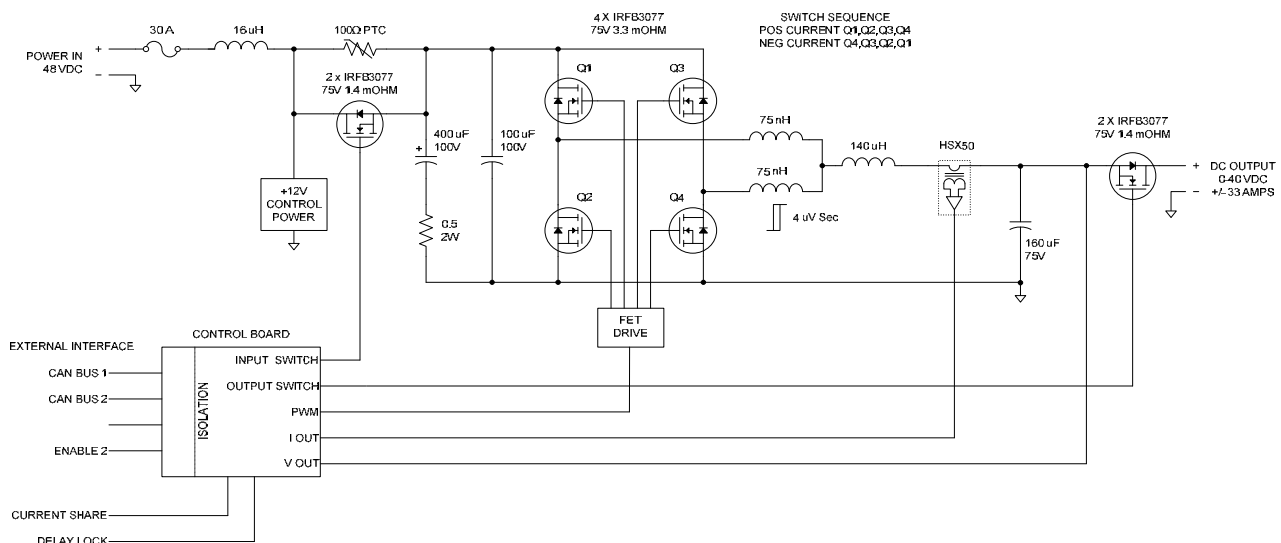 4 X IRFB3077
75V 3.3 mOHM
SWITCH SEQUENCE
POS CURRENT Q1,Q2,Q3,Q4
NEG CURRENT Q4,Q3,Q2,Q1
30A
16uH
100Ω PTC
POWER IN
48VDC
+
-
2 x IRFB3077
75V 1.4 mOHM
Q1
Q3
+
400uF
100V
100uF
100V
75nH
140uH
HSX50
2 X IRFB3077
75V 1.4 mOHM
+ DC OUTPUT
0-40 VDC
- +/-33 AMPS
75nH
+12V
CONTROL
POWER
0.5
2W
Q2
Q4
4 uV Sec
160uF
75V
FET
DRIVE
CONTROL BOARD
EXTERNAL INTERFACE
CAN BUS 1
CAN BUS 2
ENABLE 2
ISOLATION
INPUT SWITCH
OUTPUT SWITCH
PWM
I OUT
V OUT
CURRENT SHARE
DELAY LOCK